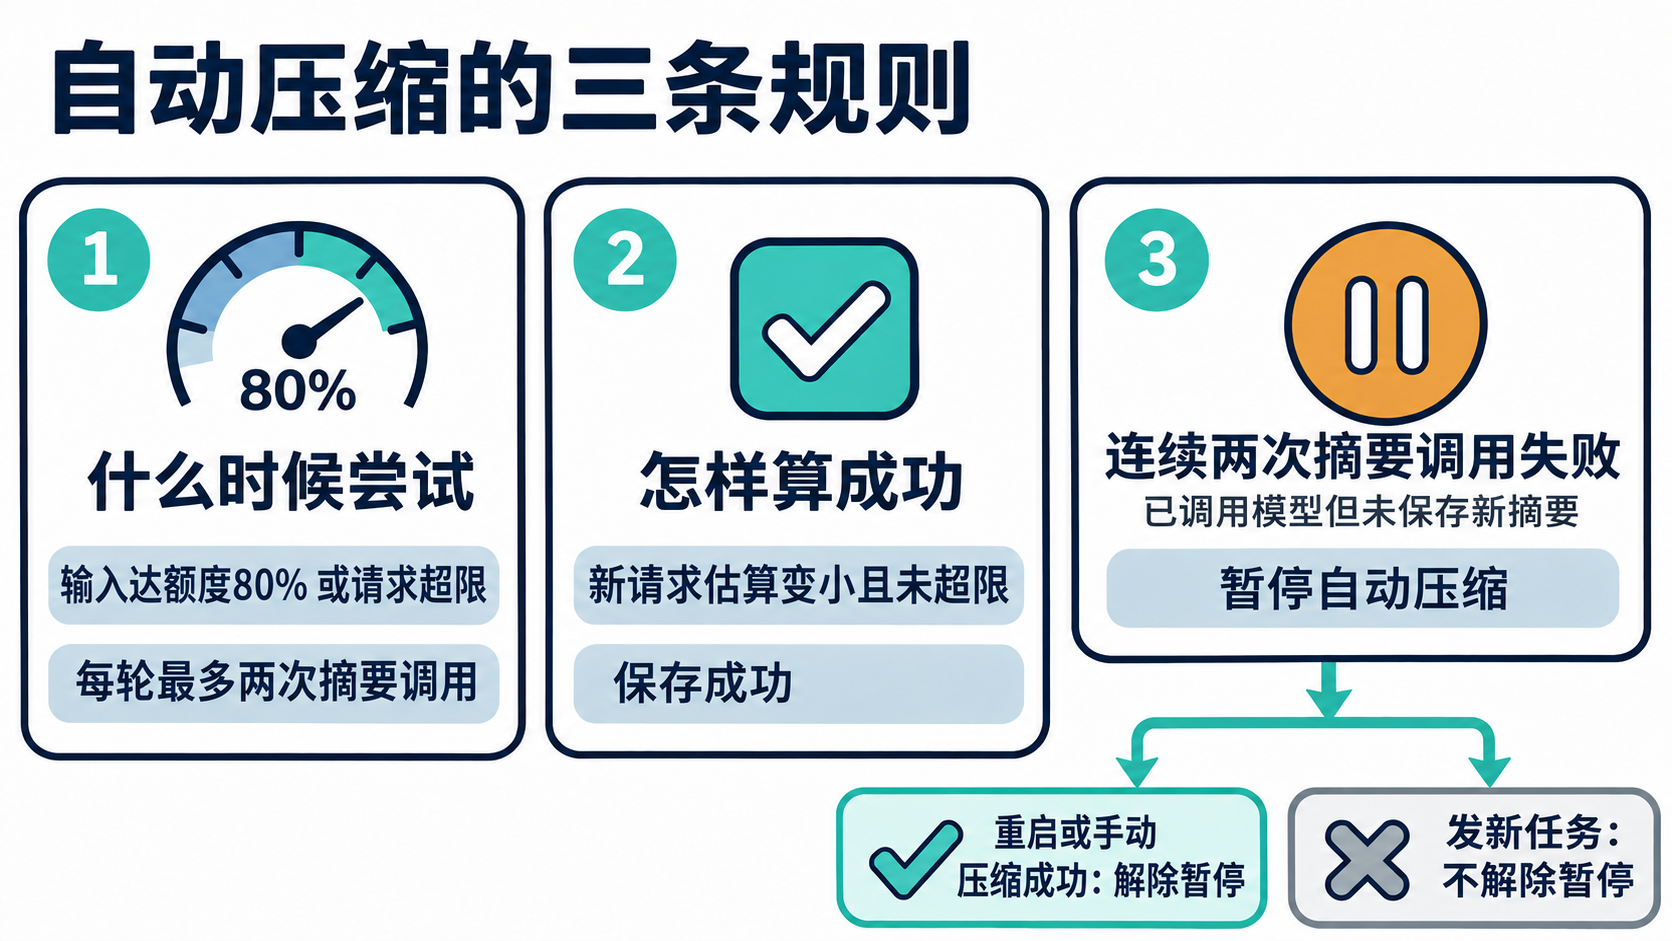 自动压缩的三条规则
1
80%
什么时候尝试
输入达额度80% 或请求超限
每轮最多两次摘要调用
2
怎样算成功
新请求估算变小且未超限
保存成功
3
连续两次摘要调用失败
已调用模型但未保存新摘要
暂停自动压缩
重启或手动
压缩成功：解除暂停
发新任务：
不解除暂停